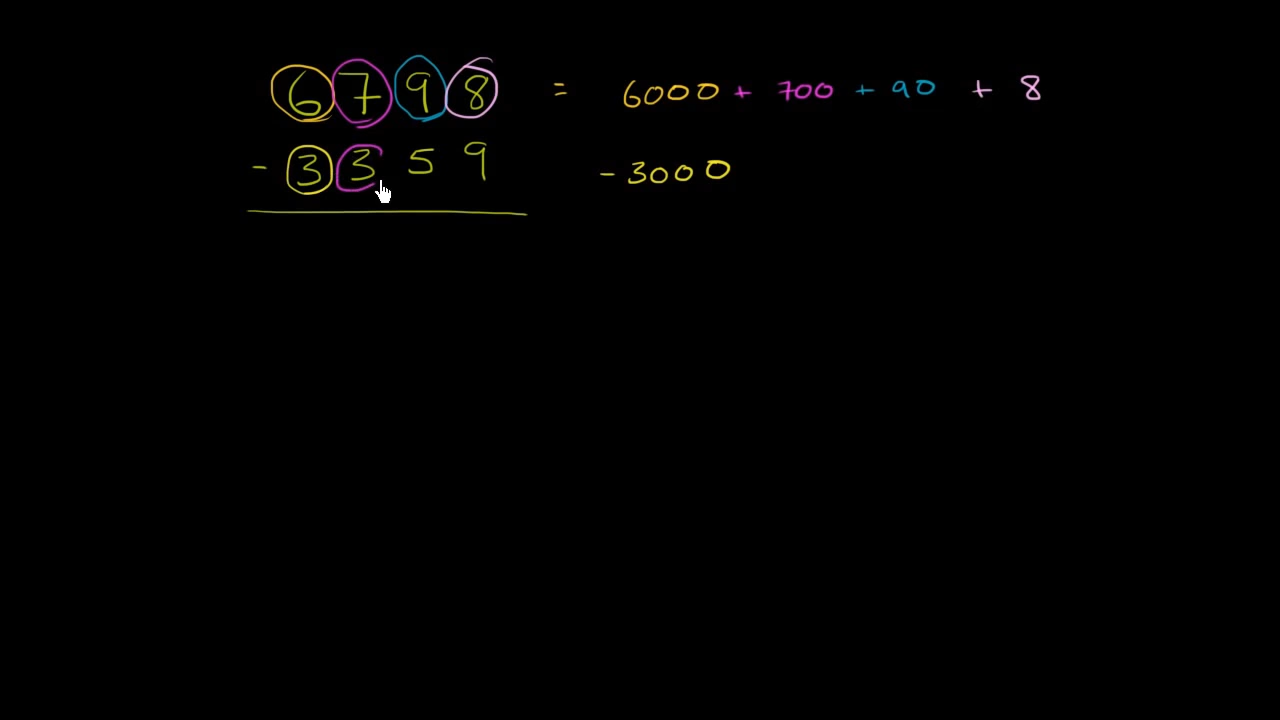 6798 = 6000 + 700 + 90 + 8
- 3359 - 3000